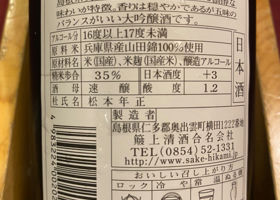 味わいが特徴。香りは穏やかであるが五味の
バランスがいい大吟醸酒です。
アルコール分 16度以上17度未満
原料米 兵庫県産山田錦100%使用
原材料 米(国産)、米麹(国産)、醸造アルコール
精米歩合 35% 日本酒度 +3
酵母 9号 酸度 1.2
杜氏 松本年正
日本酒
製造者
島根県仁多郡奥出雲町横田1222番地
簸上清酒合名会社
TEL(0854)52-1331
http://www.sake-hikami.
おいしい召し上がり方
ロック 冷や 常温 ぬる燗